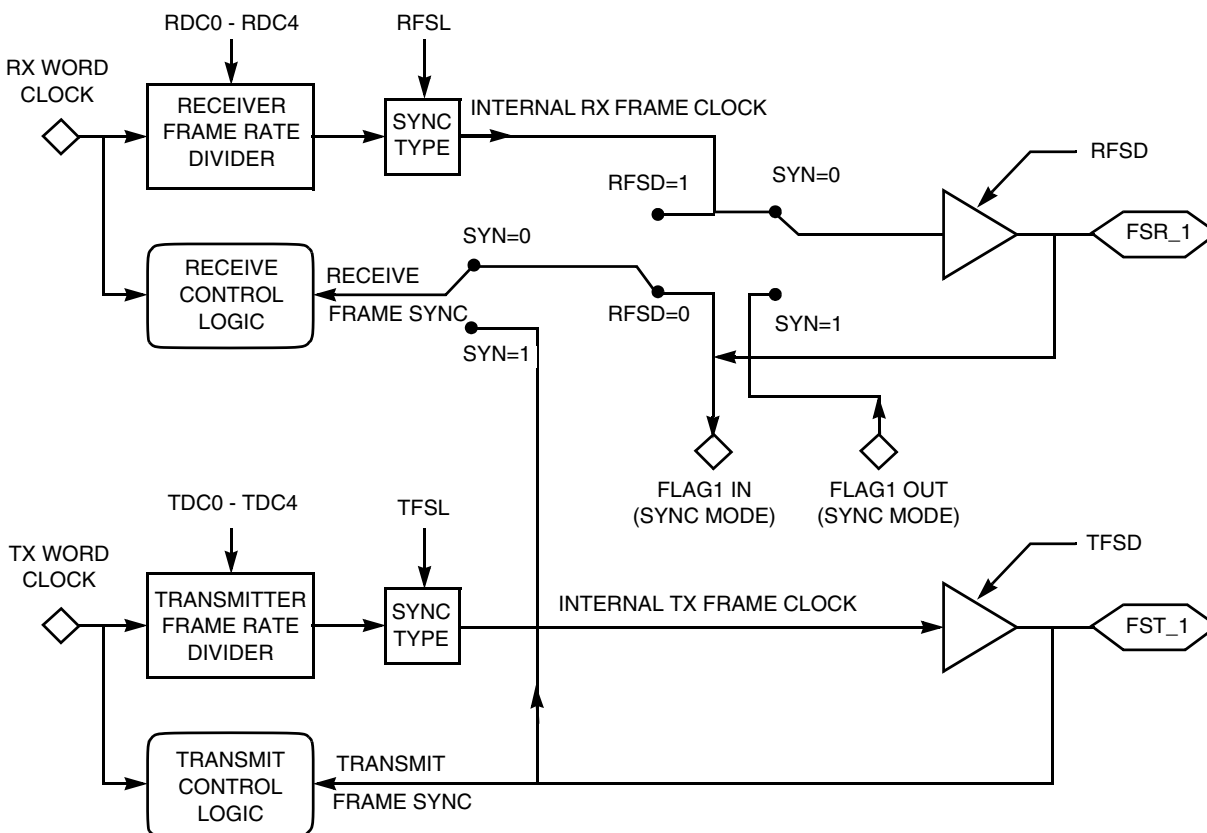 RDC0 - RDC4
RFSL
RX WORD
CLOCK
RECEIVER
FRAME RATE
DIVIDER
SYNC
TYPE
INTERNAL RX FRAME CLOCK
RFSD
RFSD=1
SYN=0
FSR_1
SYN=0
RECEIVE
CONTROL
LOGIC
RECEIVE
FRAME SYNC
RFSD=0
SYN=1
SYN=1
FLAG1 IN
(SYNC MODE)
FLAG1 OUT
(SYNC MODE)
TDC0 - TDC4
TFSL
TX WORD
CLOCK
TFSD
TRANSMITTER
FRAME RATE
DIVIDER
SYNC
TYPE
INTERNAL TX FRAME CLOCK
FST_1
TRANSMIT
CONTROL
LOGIC
TRANSMIT
FRAME SYNC